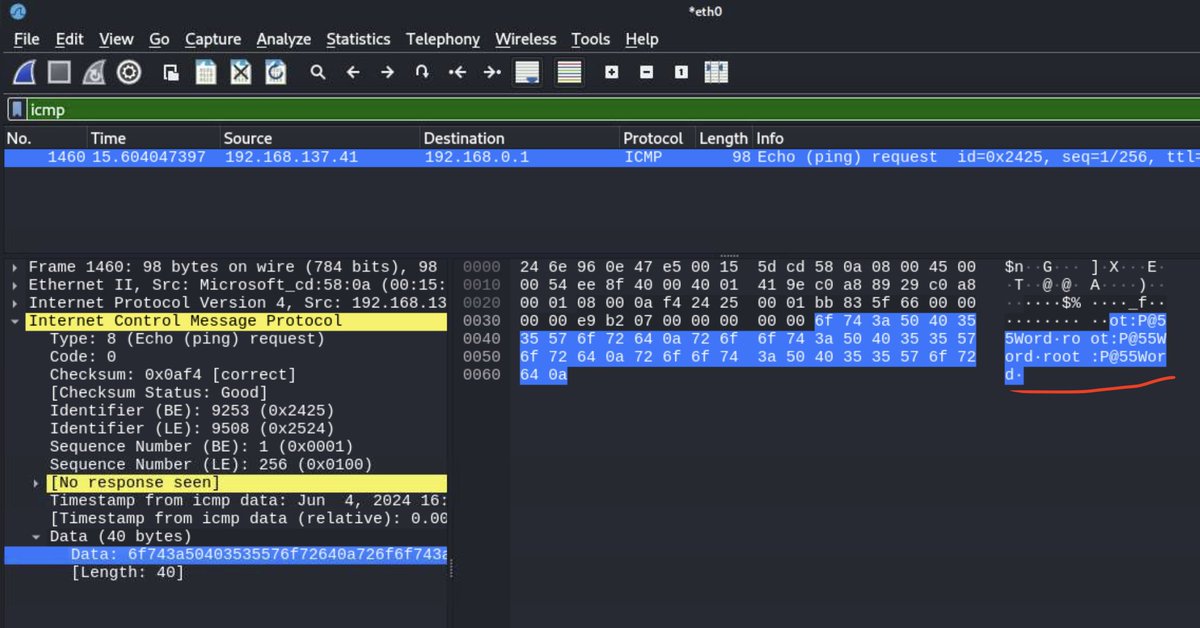 *eth0
File Edit View Go Capture Analyze Statistics Telephony Wireless Tools Help
icmp
No. Time Source Destination Protocol Length Info
1460 15.604047397 192.168.137.41 192.168.0.1 ICMP 98 Echo (ping) request id=0x2425, seq=1/256, ttl=
Frame 1460: 98 bytes on wire (784 bits), 98
Ethernet II, Src: Microsoft_cd:58:0a (00:15:
Internet Protocol Version 4, Src: 192.168.13
Internet Control Message Protocol
Type: 8 (Echo (ping) request)
Code: 0
Checksum: 0x0af4 [correct]
[Checksum Status: Good]
Identifier (BE): 9253 (0x2425)
Identifier (LE): 9508 (0x2524)
Sequence Number (BE): 1 (0x0001)
Sequence Number (LE): 256 (0x0100)
[No response seen]
Timestamp from icmp data: Jun 4, 2024 16:
[Timestamp from icmp data (relative): 0.00
Data (40 bytes)
Data: 6f743a50403535576f72640a726f6f743a
[Length: 40]
0000 24 6e 96 0e 47 e5 00 15 5d cd 58 0a 08 00 45 00 $n··G··· ]·X···E·
0010 00 54 ee 8f 40 00 40 01 41 9e c0 a8 89 29 c0 a8 ·T··@·@· A····)··
0020 00 01 08 00 0a f4 24 25 00 01 bb 83 5f 66 00 00 ······$% ····_f··
0030 00 00 e9 b2 07 00 00 00 00 00 6f 74 3a 50 40 35 ········ ··ot:P@5
0040 35 57 6f 72 64 0a 72 6f 6f 74 3a 50 40 35 35 57 5Word·ro ot:P@55W
0050 6f 72 64 0a 72 6f 6f 74 3a 50 40 35 35 57 6f 72 ord·root :P@55Wor
0060 64 0a d·